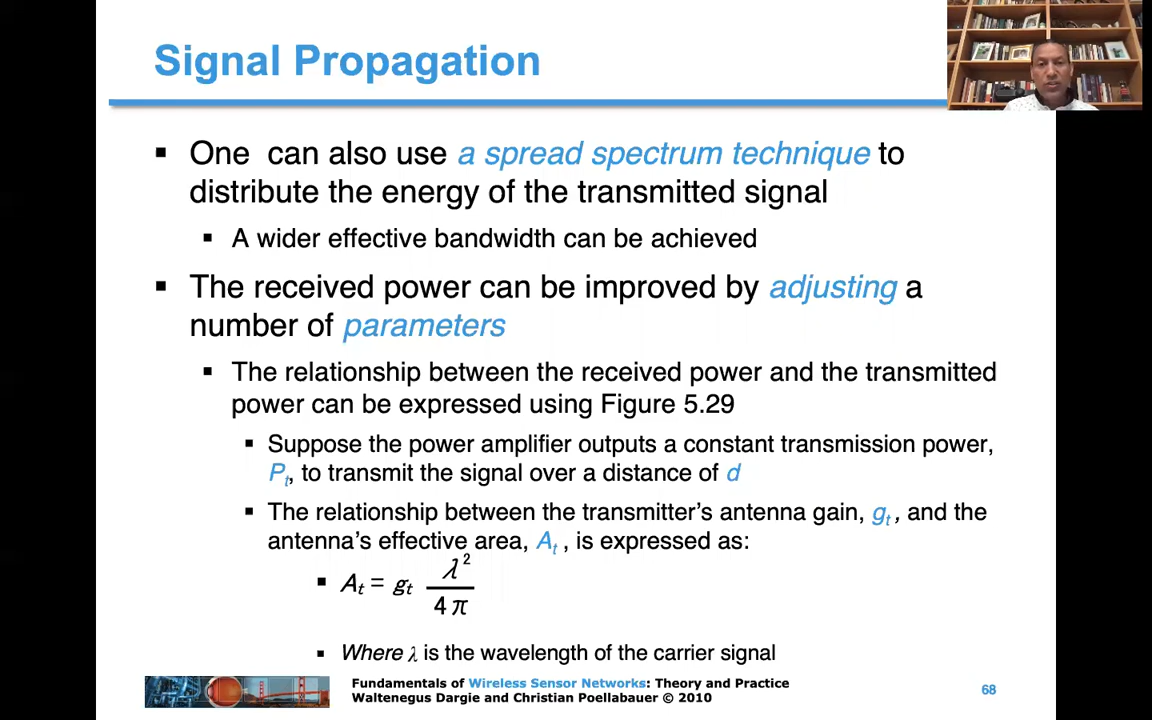 Signal Propagation
▪ One can also use a spread spectrum technique to
distribute the energy of the transmitted signal
▪ A wider effective bandwidth can be achieved
▪ The received power can be improved by adjusting a
number of parameters
▪ The relationship between the received power and the transmitted
power can be expressed using Figure 5.29
▪ Suppose the power amplifier outputs a constant transmission power,
Pt, to transmit the signal over a distance of d
▪ The relationship between the transmitter’s antenna gain, gt , and the
antenna’s effective area, At , is expressed as:
▪ At = gt λ² / 4 π
▪ Where λ is the wavelength of the carrier signal
Fundamentals of Wireless Sensor Networks: Theory and Practice
Waltenegus Dargie and Christian Poellabauer © 2010
68